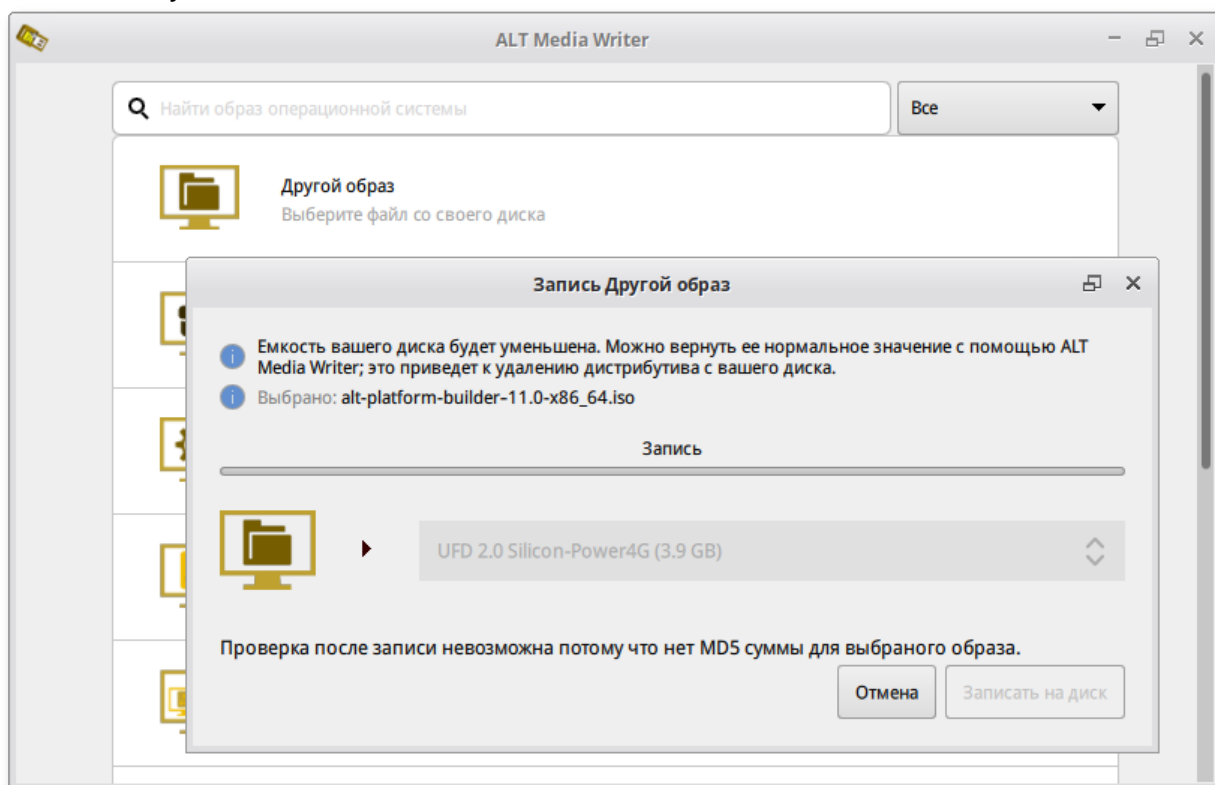 ALT Media Writer
Найти образ операционной системы
Все
Другой образ
Выберите файл со своего диска
Запись Другой образ
Емкость вашего диска будет уменьшена. Можно вернуть ее нормальное значение с помощью ALT
Media Writer; это приведет к удалению дистрибутива с вашего диска.
Выбрано: alt-platform-builder-11.0-x86_64.iso
Запись
UFD 2.0 Silicon-Power4G (3.9 GB)
Проверка после записи невозможна потому что нет MD5 суммы для выбраного образа.
Отмена
Записать на диск